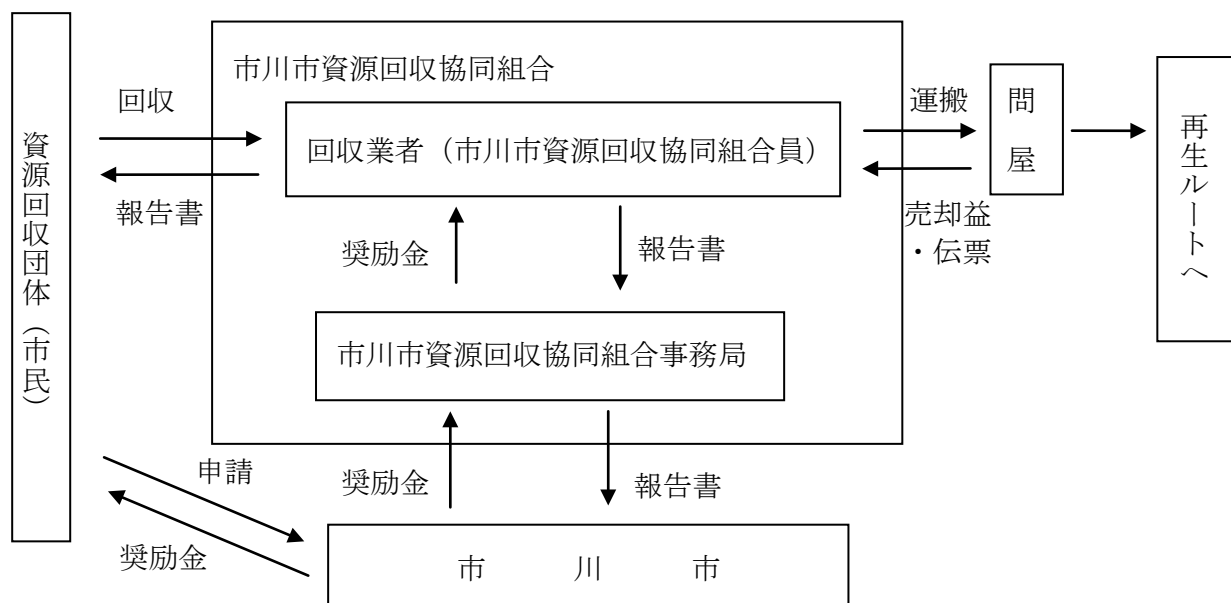 市川市資源回収協同組合
回収
運搬
問屋
再生ルートへ
資源回収団体(市民)
回収業者(市川市資源回収協同組合員)
報告書
売却益
・伝票
奨励金
報告書
市川市資源回収協同組合事務局
申請
奨励金
報告書
奨励金
市川市